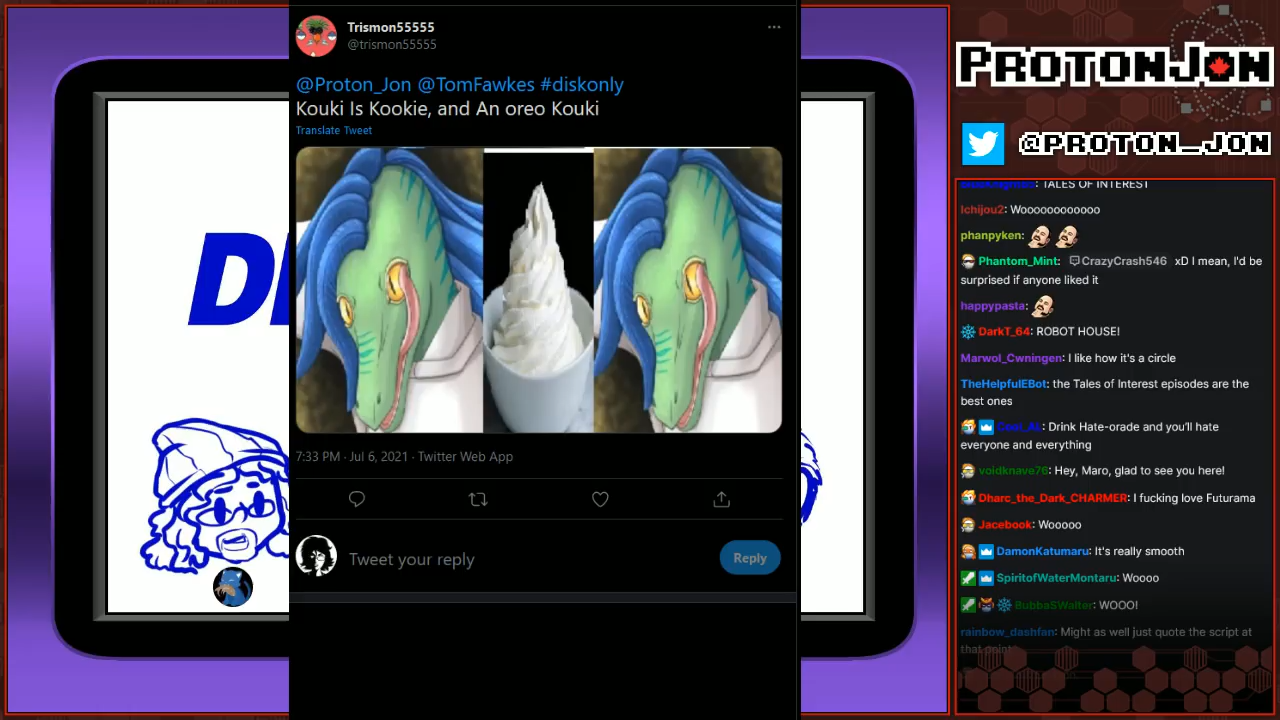 Trismon55555
@trismon55555
@Proton_Jon @TomFawkes #diskonly
Kouki Is Kookie, and An oreo Kouki
Translate Tweet
7:33 PM · Jul 6, 2021 · Twitter Web App
Tweet your reply
Reply
PROTONJON
@PROTON_JON
: TALES OF INTEREST
Ichijou2: Woooooooooooo
phanpyken:
Phantom_Mint: CrazyCrash546 xD I mean, I'd be
surprised if anyone liked it
happypasta:
DarkT_64: ROBOT HOUSE!
Marwol_Cwningen: I like how it's a circle
TheHelpfulEBot: the Tales of Interest episodes are the
best ones
Cool_AL: Drink Hate-orade and you'll hate
everyone and everything
voidknave76: Hey, Maro, glad to see you here!
Dharc_the_Dark_CHARMER: I fucking love Futurama
Jacebook: Wooooo
DamonKatumaru: It's really smooth
SpiritofWaterMontaru: Woooo
BubbaSWalter: WOOO!
rainbow_dashfan: Might as well just quote the script at
that point